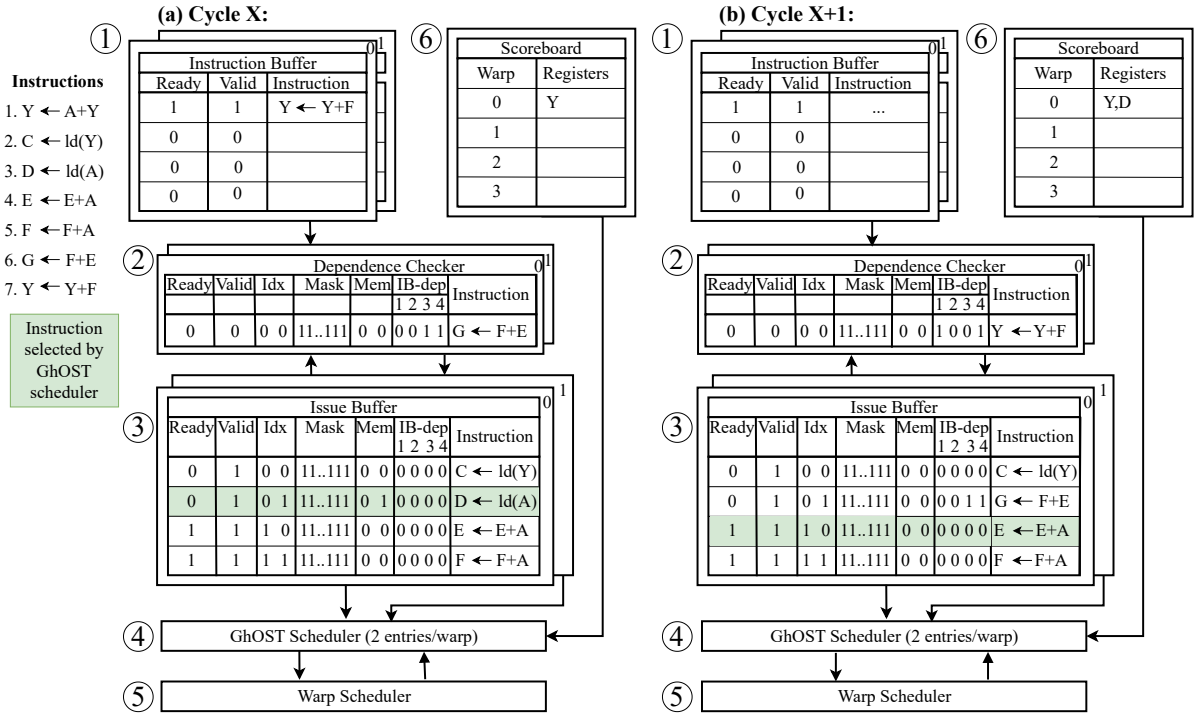 (a) Cycle X:
(b) Cycle X+1:
Instructions
1. Y ← A+Y
2. C ← ld(Y)
3. D ← ld(A)
4. E ← E+A
5. F ← F+A
6. G ← F+E
7. Y ← Y+F
Instruction
selected by
GhOST
scheduler
① 0 1
Instruction Buffer
Ready Valid Instruction
1 1 Y ← Y+F
0 0
0 0
0 0
⑥
Scoreboard
Warp Registers
0 Y
1
2
3
② 0 1
Dependence Checker
Ready Valid Idx Mask Mem IB-dep Instruction
1 2 3 4
0 0 0 0 11..111 0 0 0 0 1 1 G ← F+E
③ 0 1
Issue Buffer
Ready Valid Idx Mask Mem IB-dep Instruction
1 2 3 4
0 1 0 0 11..111 0 0 0 0 0 0 C ← ld(Y)
0 1 0 1 11..111 0 1 0 0 0 0 D ← ld(A)
1 1 1 0 11..111 0 0 0 0 0 0 E ← E+A
1 1 1 1 11..111 0 0 0 0 0 0 F ← F+A
④ GhOST Scheduler (2 entries/warp)
⑤ Warp Scheduler
① 0 1
Instruction Buffer
Ready Valid Instruction
1 1 ...
0 0
0 0
0 0
⑥
Scoreboard
Warp Registers
0 Y,D
1
2
3
② 0 1
Dependence Checker
Ready Valid Idx Mask Mem IB-dep Instruction
1 2 3 4
0 0 0 0 11..111 0 0 1 0 0 1 Y ← Y+F
③ 0 1
Issue Buffer
Ready Valid Idx Mask Mem IB-dep Instruction
1 2 3 4
0 1 0 0 11..111 0 0 0 0 0 0 C ← ld(Y)
0 1 0 1 11..111 0 0 0 0 1 1 G ← F+E
1 1 1 0 11..111 0 0 0 0 0 0 E ← E+A
1 1 1 1 11..111 0 0 0 0 0 0 F ← F+A
④ GhOST Scheduler (2 entries/warp)
⑤ Warp Scheduler